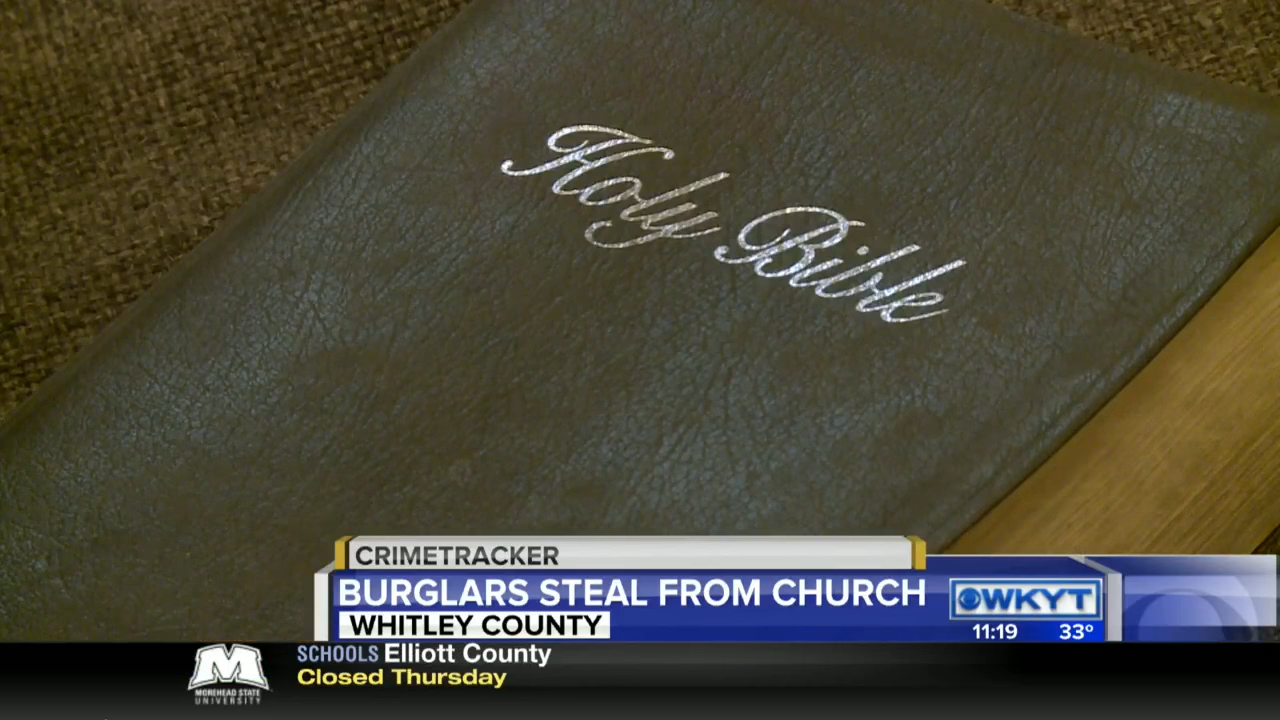 Holy Bible
CRIMETRACKER
BURGLARS STEAL FROM CHURCH
WHITLEY COUNTY
WKYT
11:19 33°
M
MOREHEAD STATE
UNIVERSITY
SCHOOLS Elliott County
Closed Thursday